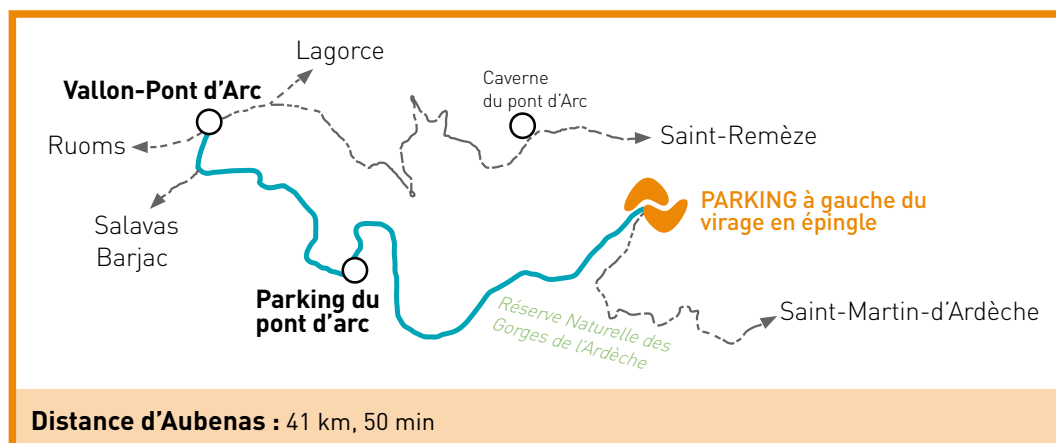 Lagorce
Vallon-Pont d’Arc
Caverne
du pont d’Arc
Ruoms
Saint-Remèze
Salavas
Barjac
PARKING à gauche du
virage en épingle
Parking du
pont d’arc
Réserve Naturelle des
Gorges de l’Ardèche
Saint-Martin-d’Ardèche
Distance d’Aubenas : 41 km, 50 min